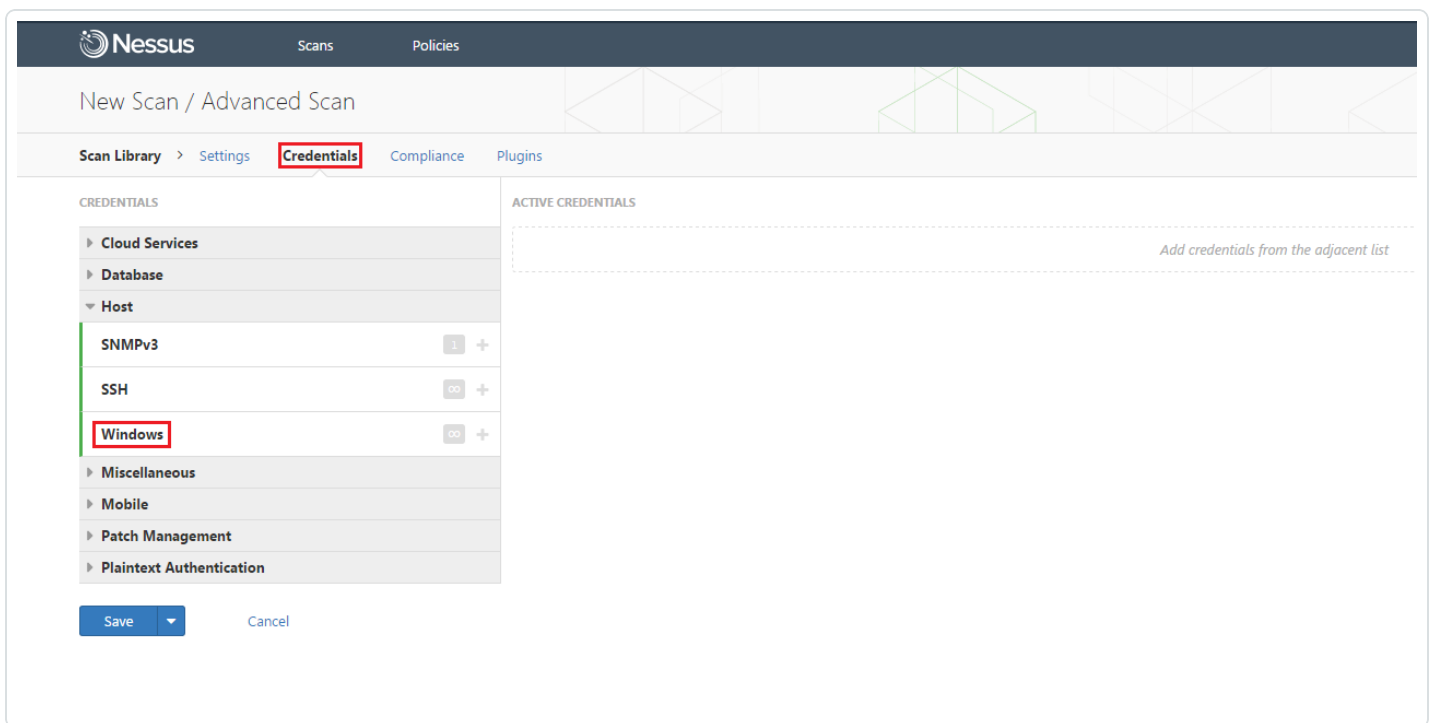 Nessus Scans Policies
New Scan / Advanced Scan
Scan Library > Settings Credentials Compliance Plugins
CREDENTIALS
ACTIVE CREDENTIALS
Cloud Services
Add credentials from the adjacent list
Database
Host
SNMPv3 1 +
SSH ∞ +
Windows ∞ +
Miscellaneous
Mobile
Patch Management
Plaintext Authentication
Save Cancel